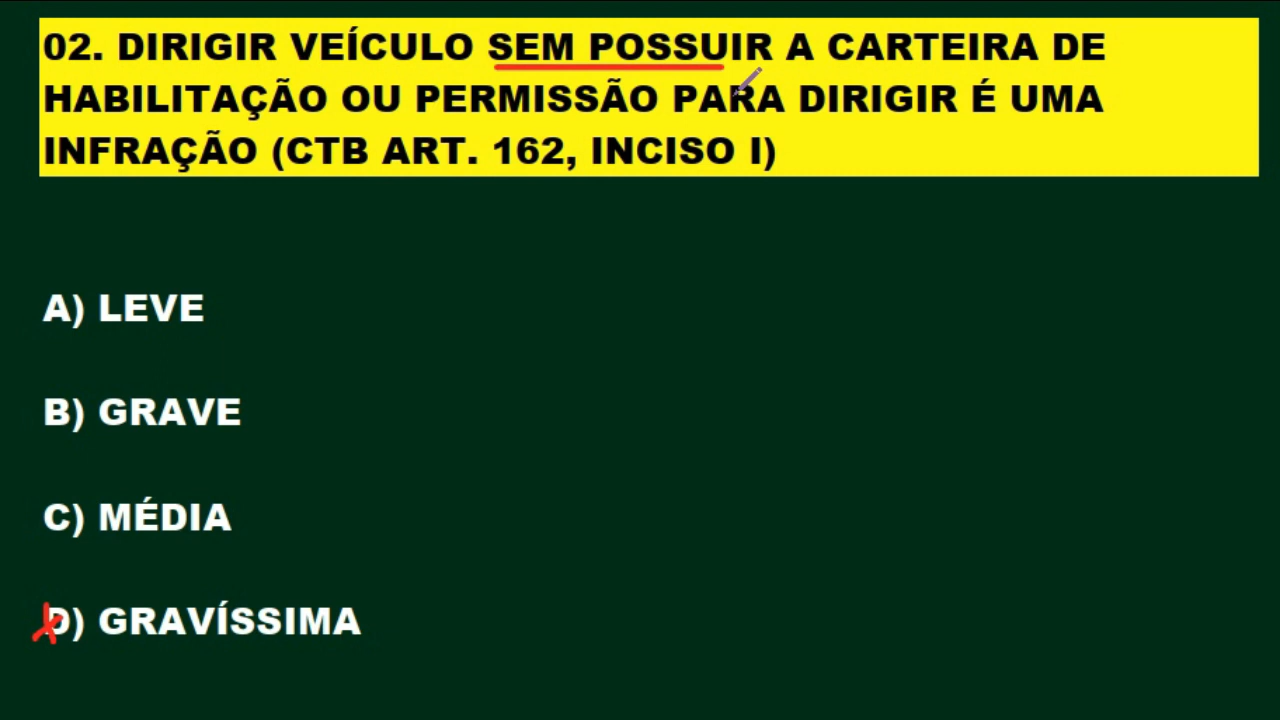 02. DIRIGIR VEÍCULO SEM POSSUIR A CARTEIRA DE
HABILITAÇÃO OU PERMISSÃO PARA DIRIGIR É UMA
INFRAÇÃO (CTB ART. 162, INCISO I)
A) LEVE
B) GRAVE
C) MÉDIA
D) GRAVÍSSIMA